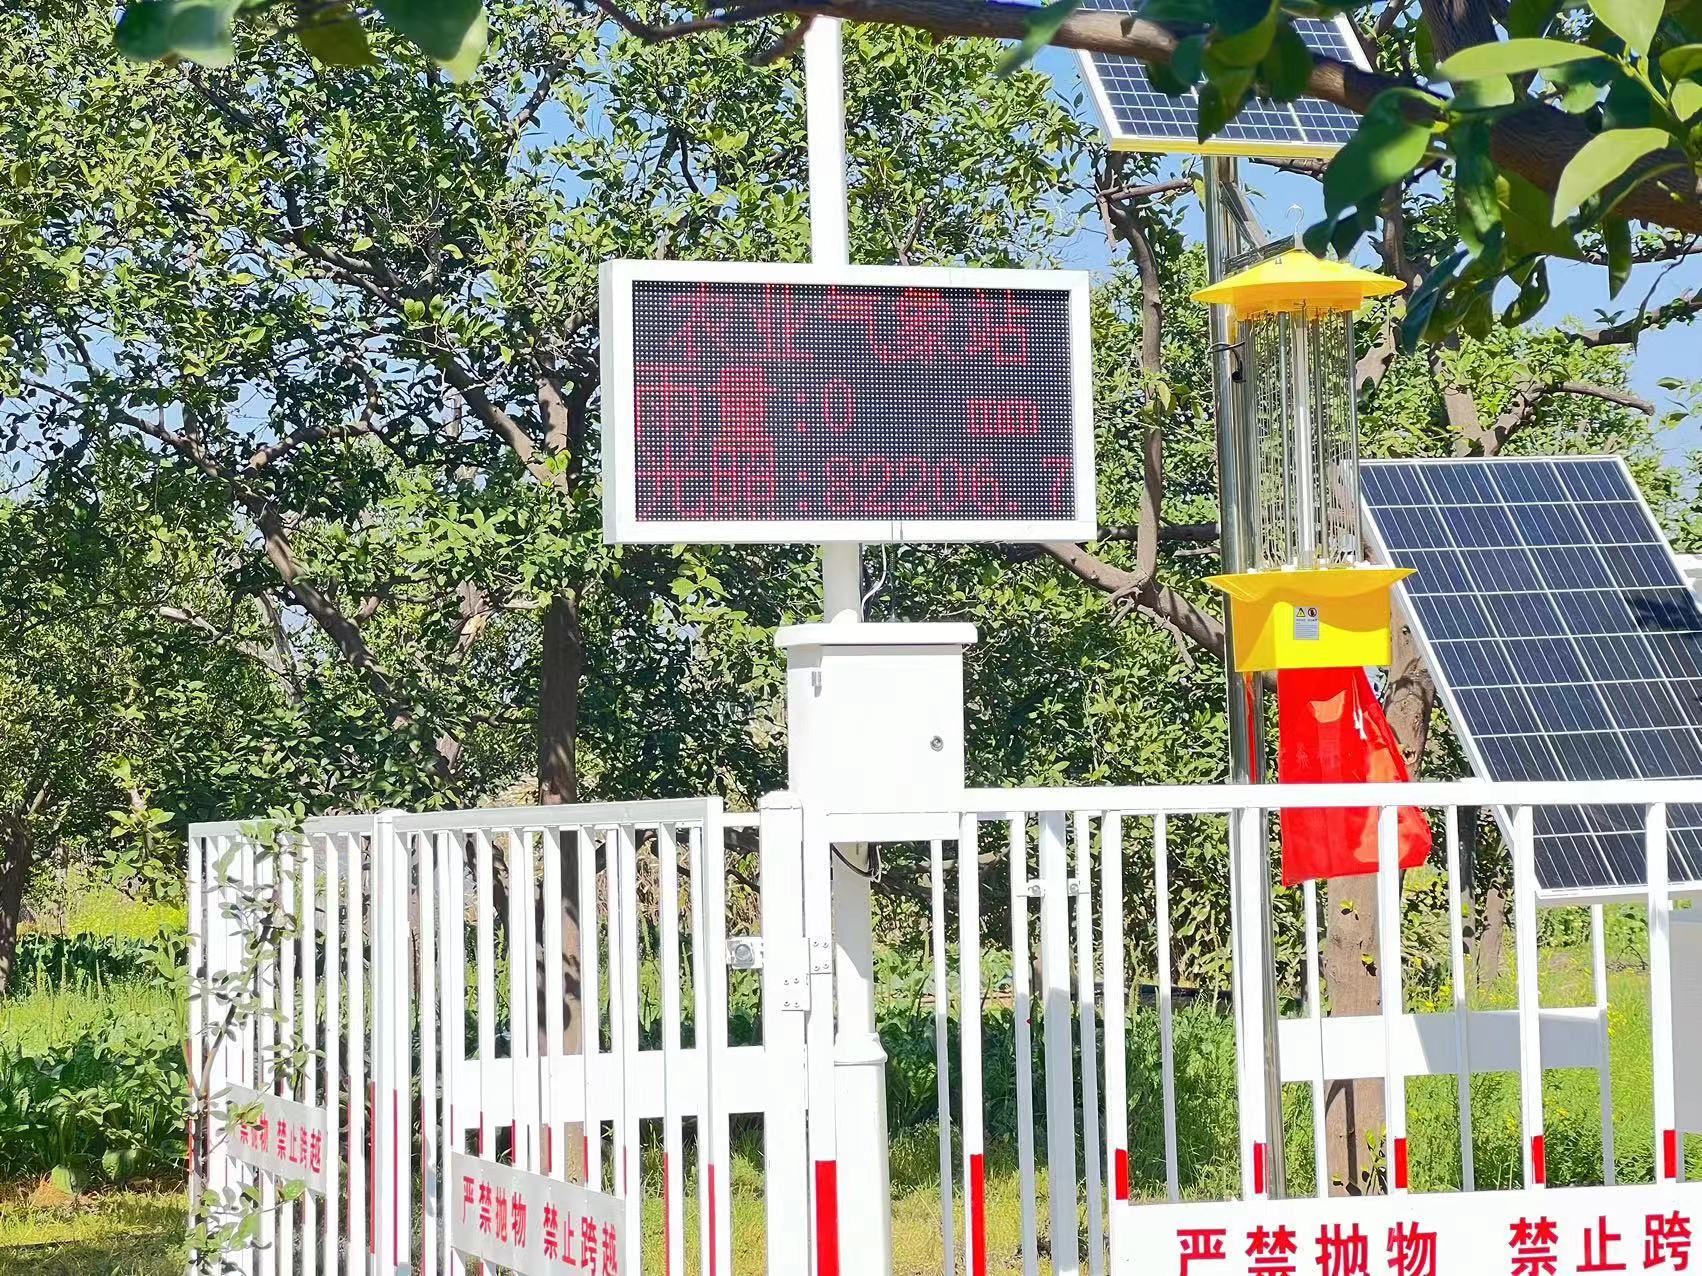 农业气象站
雨量:0 mm
光照:82206.7
禁抛物 禁止跨越
严禁抛物 禁止跨越
严禁抛物 禁止跨